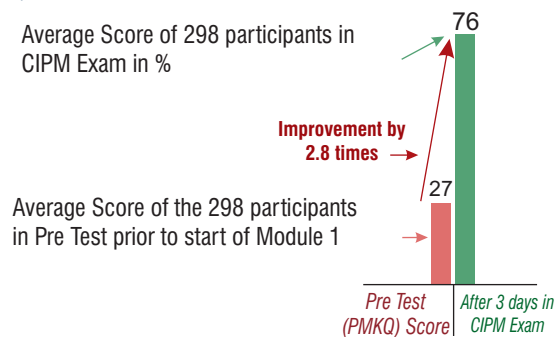 Average Score of 298 participants in
CIPM Exam in %
76
Improvement by
2.8 times
27
Average Score of the 298 participants
in Pre Test prior to start of Module 1
Pre Test
(PMKQ) Score
After 3 days in
CIPM Exam